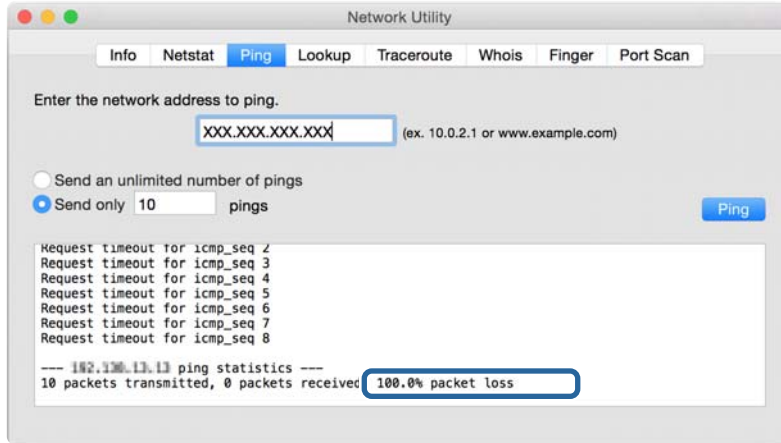 Network Utility
Info Netstat Ping Lookup Traceroute Whois Finger Port Scan
Enter the network address to ping.
XXX.XXX.XXX.XXX (ex. 10.0.2.1 or www.example.com)
Send an unlimited number of pings
Send only 10 pings
Ping
Request timeout for icmp_seq 2
Request timeout for icmp_seq 3
Request timeout for icmp_seq 4
Request timeout for icmp_seq 5
Request timeout for icmp_seq 6
Request timeout for icmp_seq 7
Request timeout for icmp_seq 8
--- ping statistics ---
10 packets transmitted, 0 packets received 100.0% packet loss